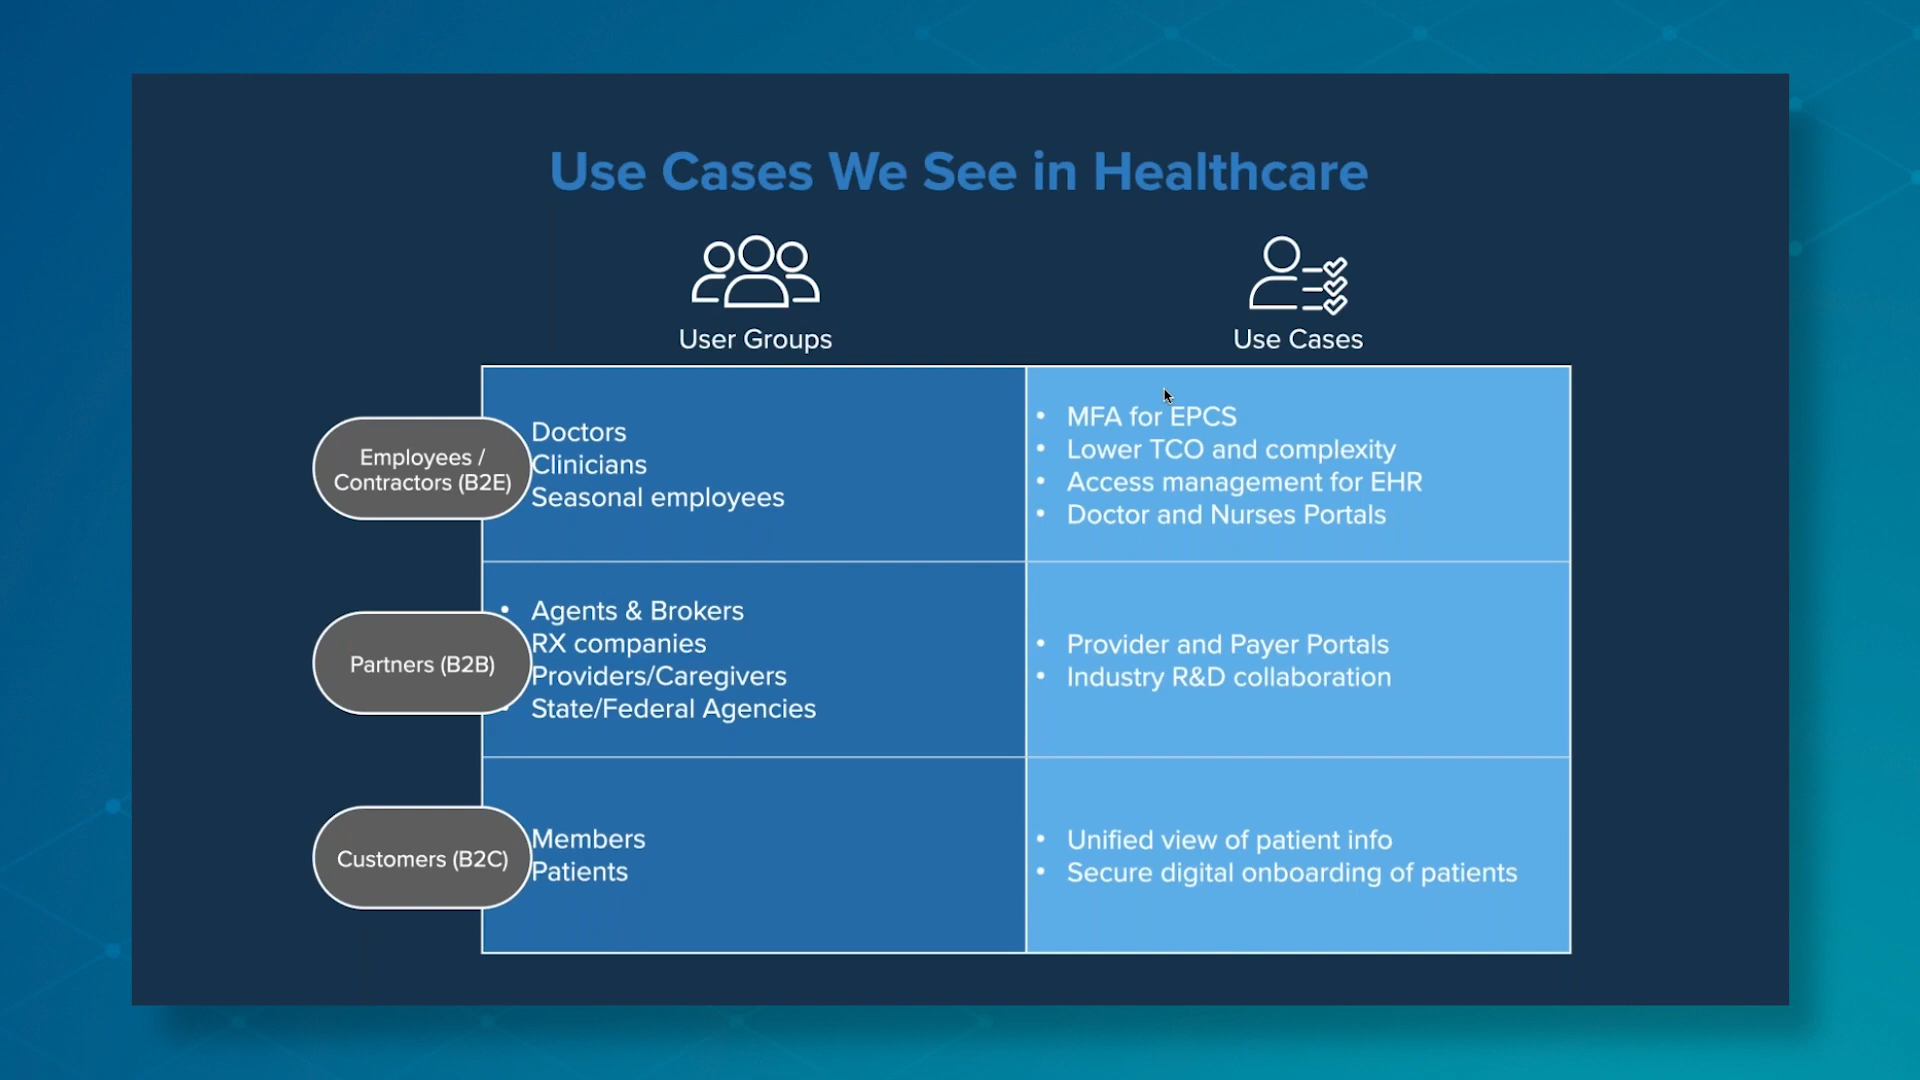 Use Cases We See in Healthcare
User Groups
Use Cases
Employees /
Contractors (B2E)
Doctors
Clinicians
Seasonal employees
• MFA for EPCS
• Lower TCO and complexity
• Access management for EHR
• Doctor and Nurses Portals
Partners (B2B)
• Agents & Brokers
RX companies
Providers/Caregivers
• State/Federal Agencies
• Provider and Payer Portals
• Industry R&D collaboration
Customers (B2C)
Members
Patients
• Unified view of patient info
• Secure digital onboarding of patients